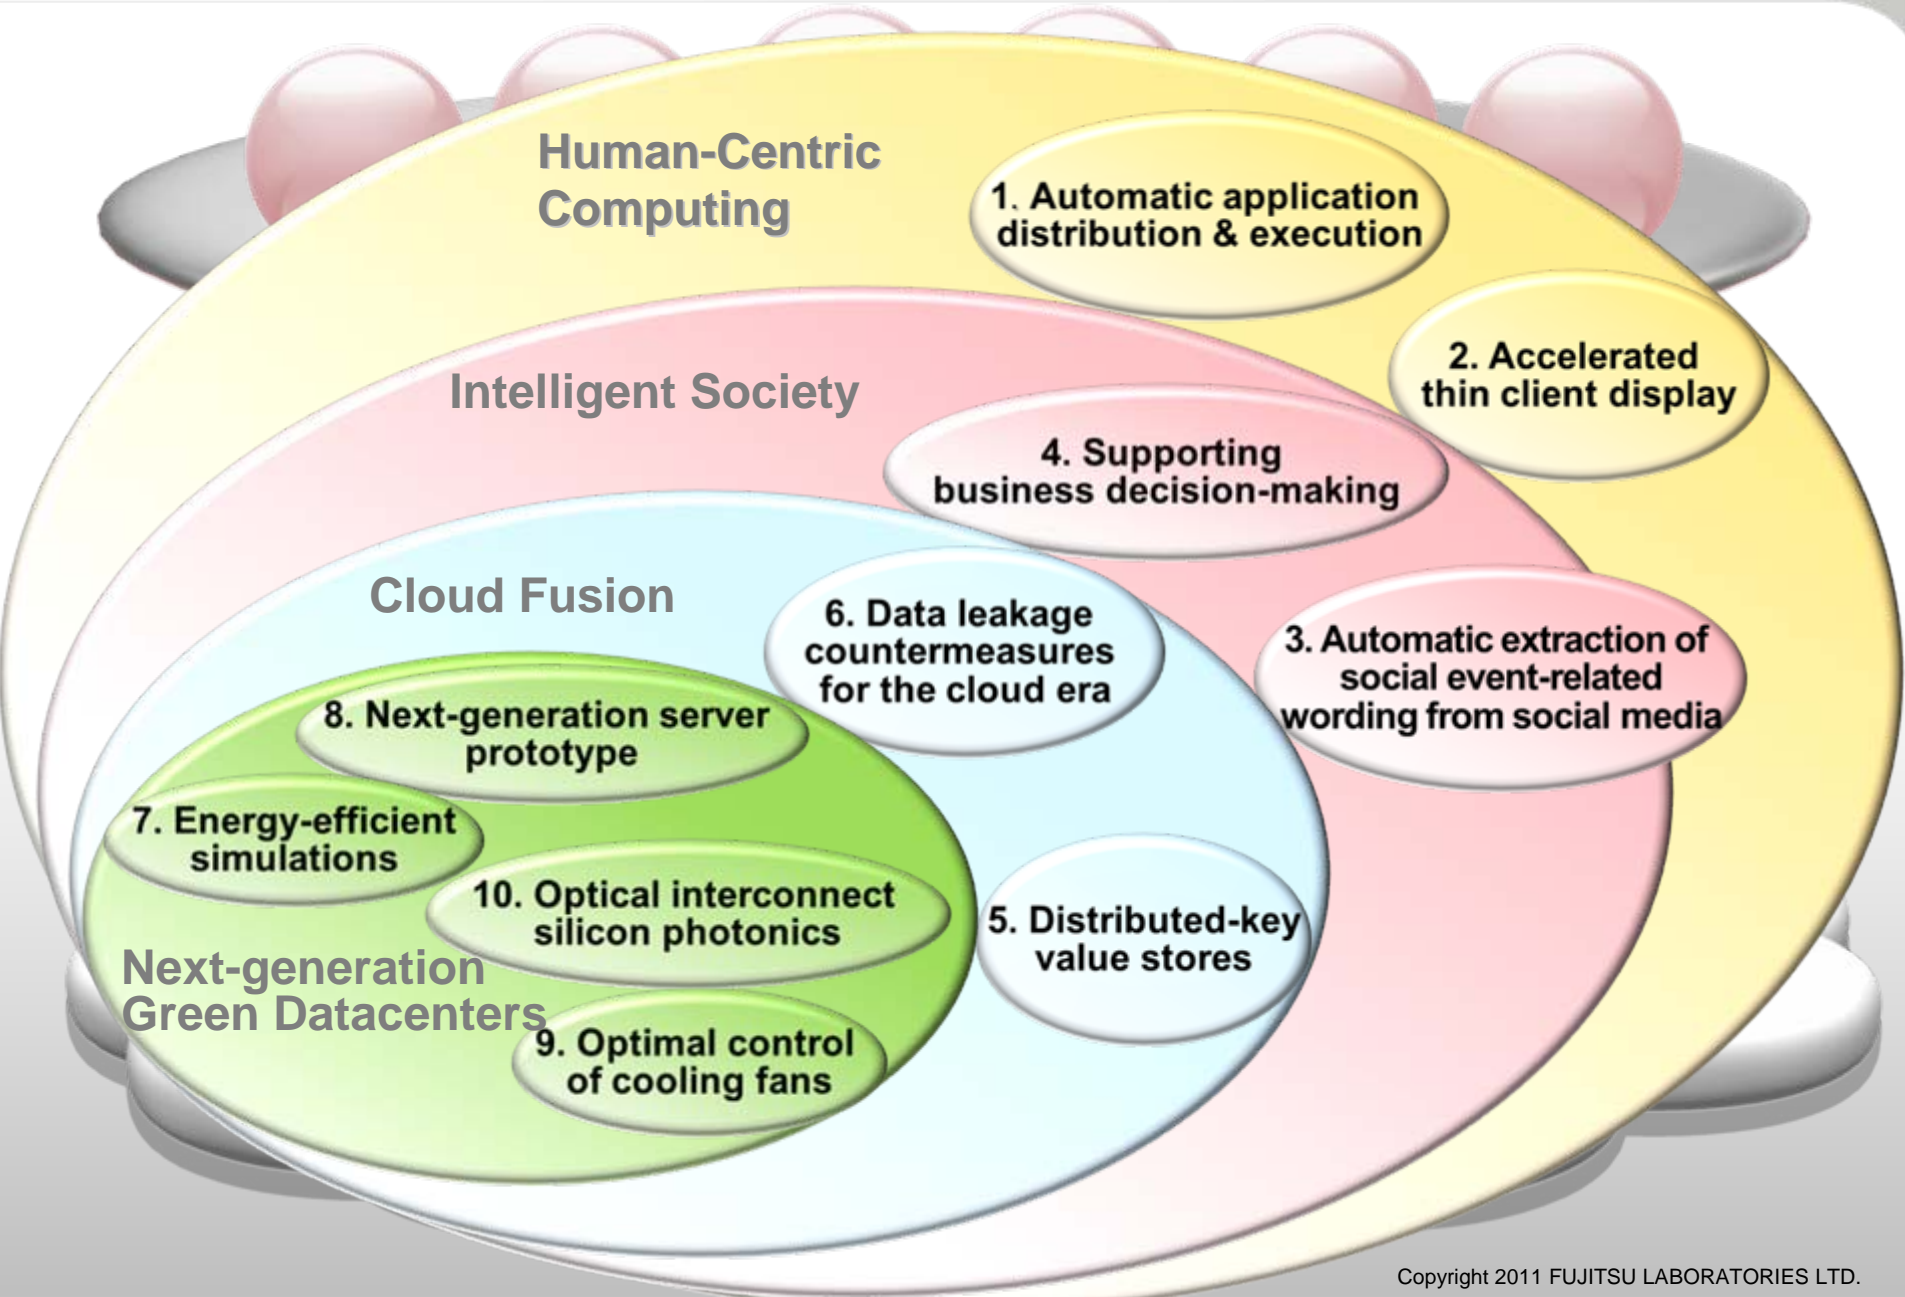 Human-Centric
Computing
1. Automatic application
distribution & execution
2. Accelerated
thin client display
Intelligent Society
4. Supporting
business decision-making
3. Automatic extraction of
social event-related
wording from social media
Cloud Fusion
6. Data leakage
countermeasures
for the cloud era
5. Distributed-key
value stores
8. Next-generation server
prototype
7. Energy-efficient
simulations
10. Optical interconnect
silicon photonics
Next-generation
Green Datacenters
9. Optimal control
of cooling fans
Copyright 2011 FUJITSU LABORATORIES LTD.